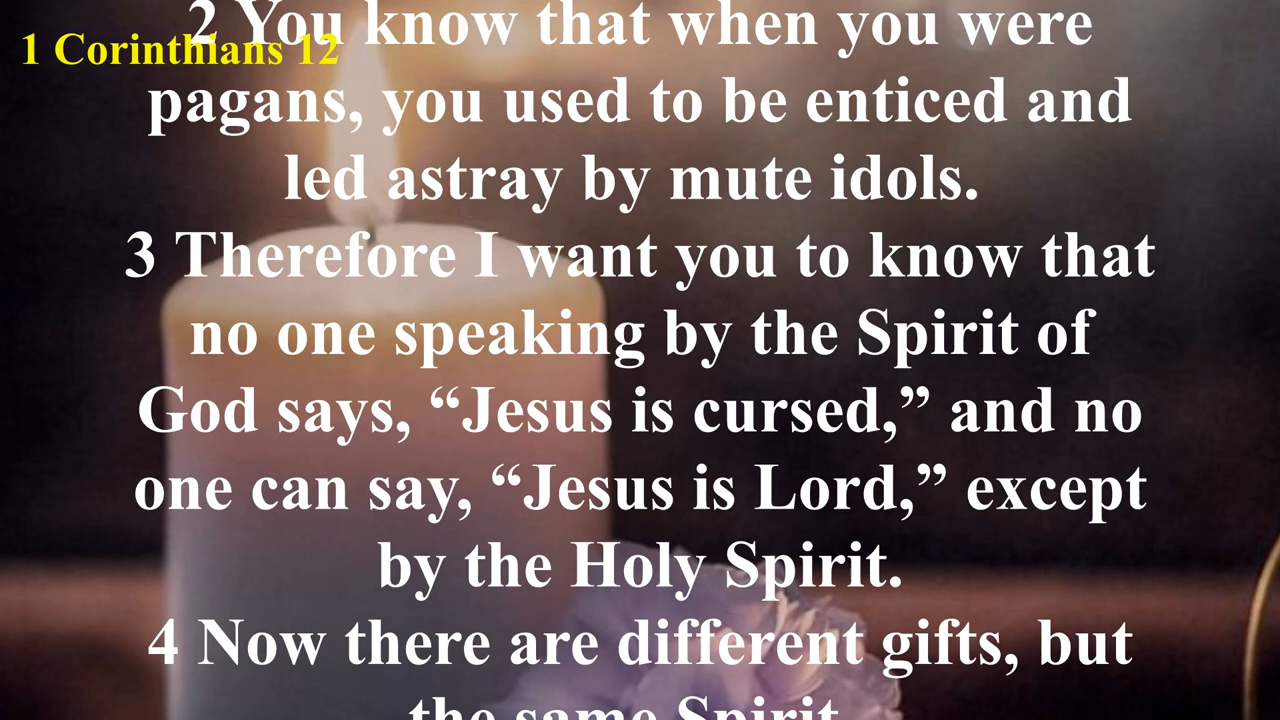 1 Corinthians 12
2 You know that when you were
pagans, you used to be enticed and
led astray by mute idols.
3 Therefore I want you to know that
no one speaking by the Spirit of
God says, “Jesus is cursed,” and no
one can say, “Jesus is Lord,” except
by the Holy Spirit.
4 Now there are different gifts, but
the same Spirit.